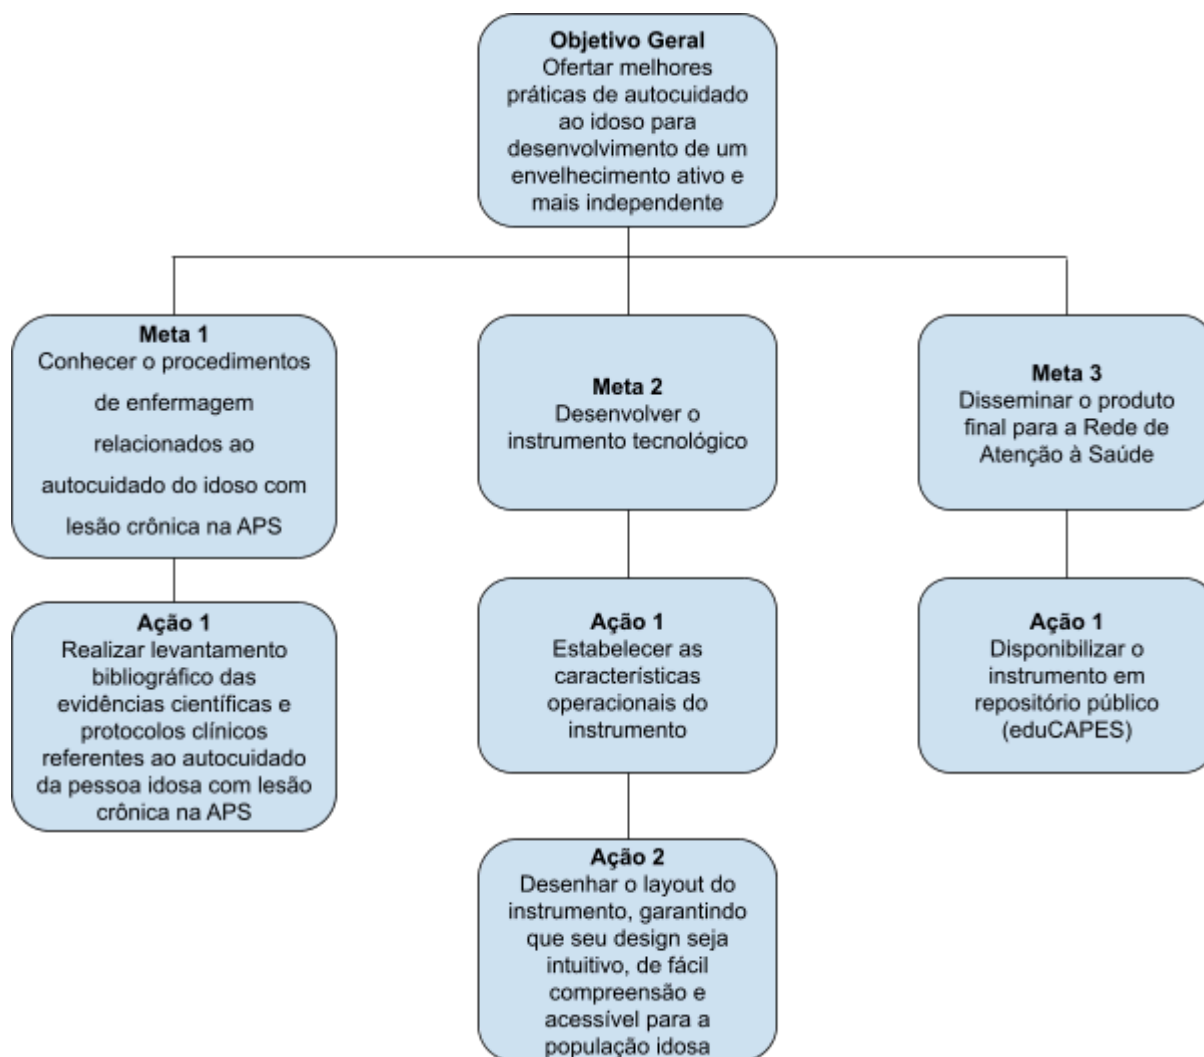 Objetivo Geral
Ofertar melhores
práticas de autocuidado
ao idoso para
desenvolvimento de um
envelhecimento ativo e
mais independente
Meta 1
Conhecer o procedimentos
de enfermagem
relacionados ao
autocuidado do idoso com
lesão crônica na APS
Meta 2
Desenvolver o
instrumento tecnológico
Meta 3
Disseminar o produto
final para a Rede de
Atenção à Saúde
Ação 1
Realizar levantamento
bibliográfico das
evidências científicas e
protocolos clínicos
referentes ao autocuidado
da pessoa idosa com lesão
crônica na APS
Ação 1
Estabelecer as
características
operacionais do
instrumento
Ação 1
Disponibilizar o
instrumento em
repositório público
(eduCAPES)
Ação 2
Desenhar o layout do
instrumento, garantindo
que seu design seja
intuitivo, de fácil
compreensão e
acessível para a
população idosa